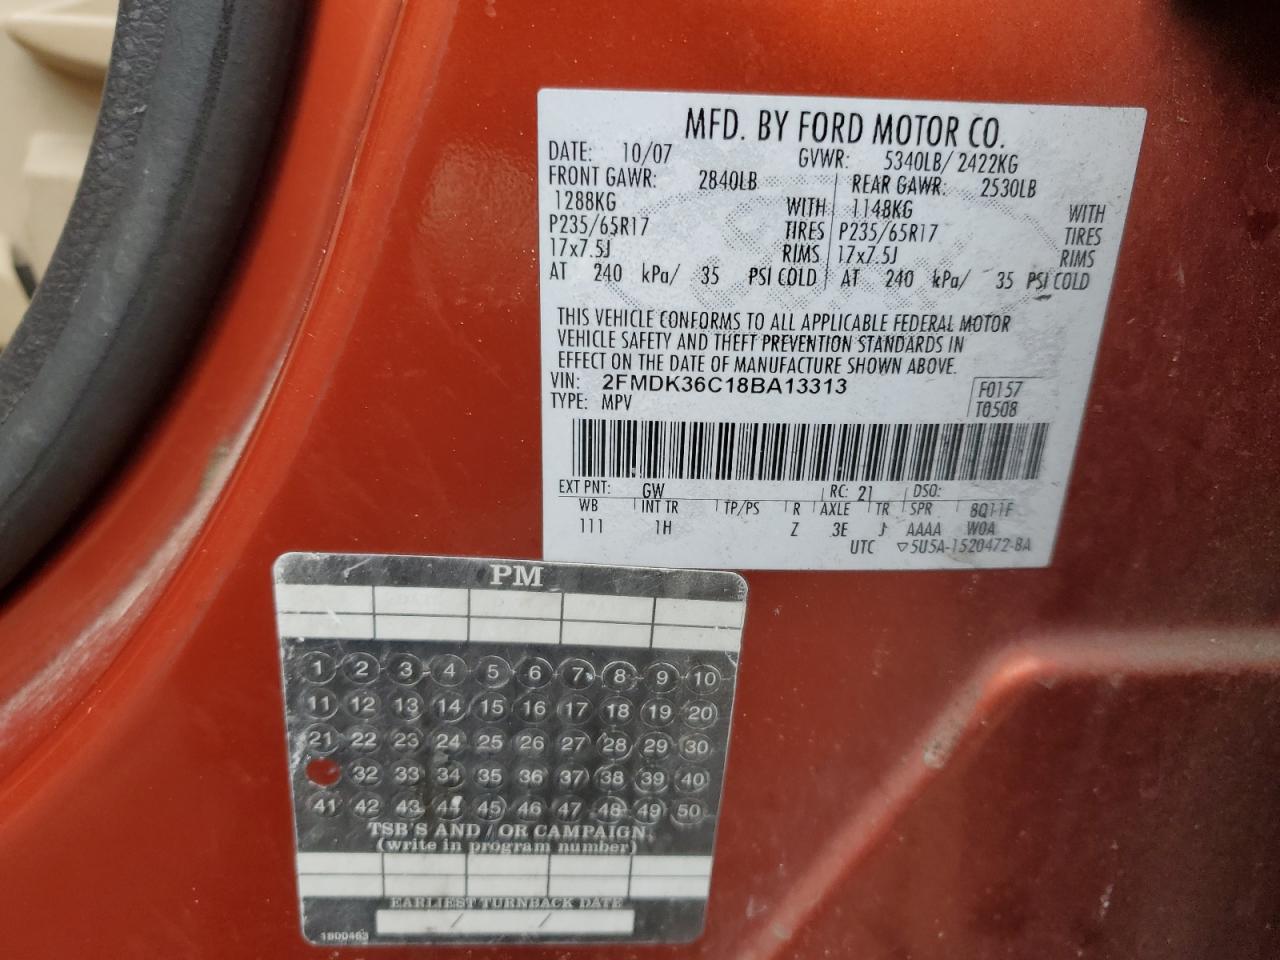 MFD. BY FORD MOTOR CO.
DATE: 10/07 GVWR: 5340LB/ 2422KG
FRONT GAWR: 2840LB REAR GAWR: 2530LB
1288KG WITH 1148KG WITH
P235/65R17 TIRES P235/65R17 TIRES
17x7.5J RIMS 17x7.5J RIMS
AT 240 kPa/ 35 PSI COLD AT 240 kPa/ 35 PSI COLD
THIS VEHICLE CONFORMS TO ALL APPLICABLE FEDERAL MOTOR
VEHICLE SAFETY AND THEFT PREVENTION STANDARDS IN
EFFECT ON THE DATE OF MANUFACTURE SHOWN ABOVE.
VIN: 2FMDK36C18BA13313 F0157
TYPE: MPV T0508
EXT PNT: GW RC: 21 DSO:
WB INT TR TP/PS R AXLE TR SPR 8Q11F
111 1H Z 3E J AAAA W0A
UTC ▽5U5A-1520472-BA
PM
1 2 3 4 5 6 7 8 9 10
11 12 13 14 15 16 17 18 19 20
21 22 23 24 25 26 27 28 29 30
32 33 34 35 36 37 38 39 40
41 42 43 44 45 46 47 48 49 50
TSB'S AND / OR CAMPAIGN
(write in program number)
EARLIEST TURNBACK DATE
/ /
1800463